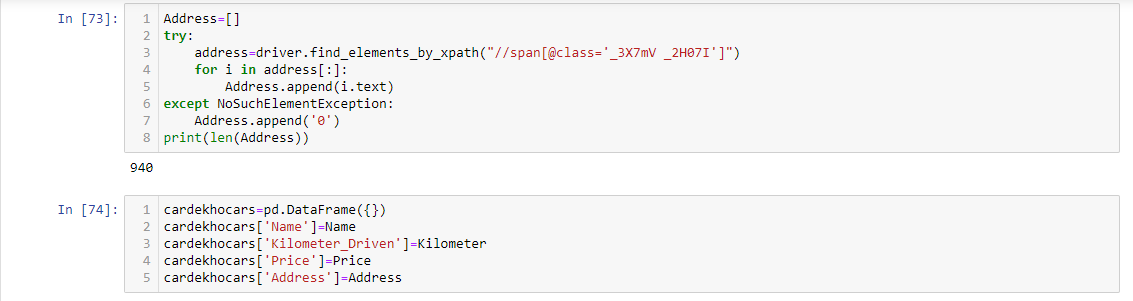 In [73]:
1 Address=[]
2 try:
3     address=driver.find_elements_by_xpath("//span[@class='_3X7mV _2H07I']")
4     for i in address[:]:
5         Address.append(i.text)
6 except NoSuchElementException:
7     Address.append('0')
8 print(len(Address))
940
In [74]:
1 cardekhocars=pd.DataFrame({})
2 cardekhocars['Name']=Name
3 cardekhocars['Kilometer_Driven']=Kilometer
4 cardekhocars['Price']=Price
5 cardekhocars['Address']=Address